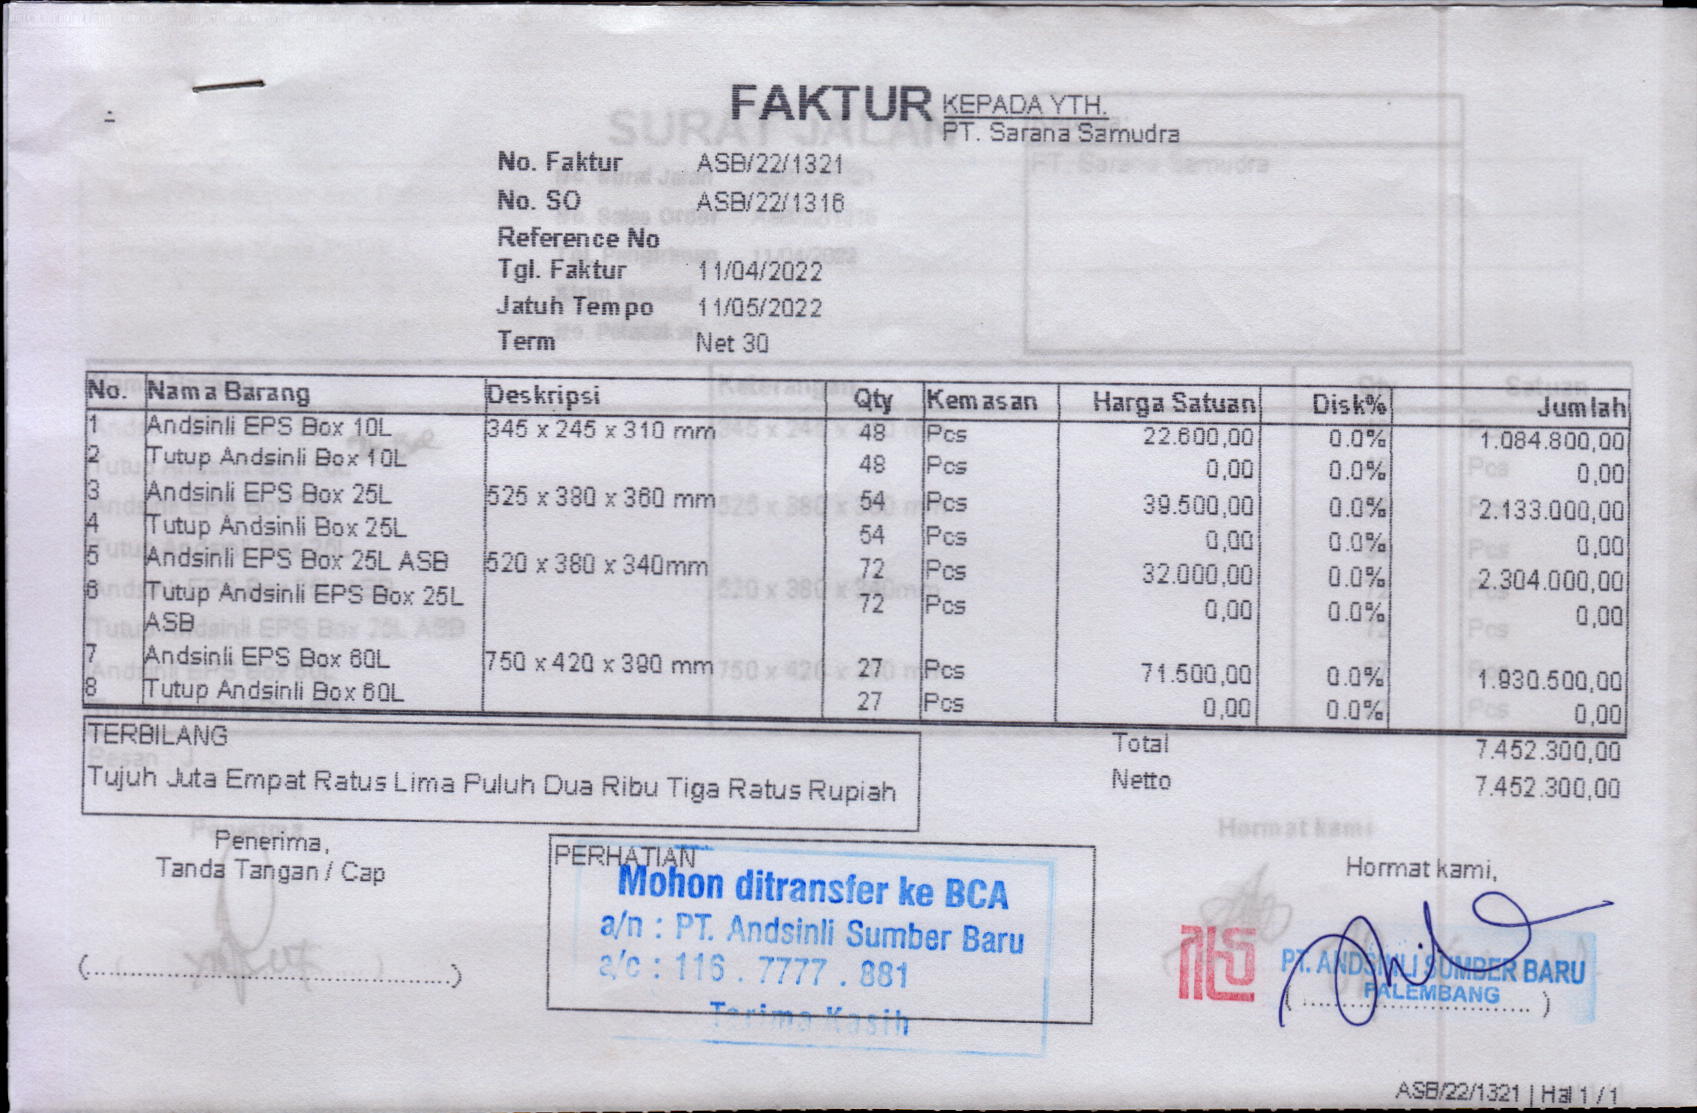 FAKTUR
KEPADA YTH.
PT. Sarana Samudra
No. Faktur ASB/22/1321
No. SO ASB/22/1316
Reference No
Tgl. Faktur 11/04/2022
Jatuh Tempo 11/05/2022
Term Net 30
No. Nama Barang Deskripsi Qty Kemasan Harga Satuan Disk% Jumlah
1 Andsinli EPS Box 10L 345 x 245 x 310 mm 48 Pcs 22.600,00 0.0% 1.084.800,00
2 Tutup Andsinli Box 10L 48 Pcs 0,00 0.0% 0,00
3 Andsinli EPS Box 25L 525 x 380 x 360 mm 54 Pcs 39.500,00 0.0% 2.133.000,00
4 Tutup Andsinli Box 25L 54 Pcs 0,00 0.0% 0,00
5 Andsinli EPS Box 25L ASB 520 x 380 x 340mm 72 Pcs 32.000,00 0.0% 2.304.000,00
6 Tutup Andsinli EPS Box 25L 72 Pcs 0,00 0.0% 0,00
ASB
7 Andsinli EPS Box 60L 750 x 420 x 390 mm 27 Pcs 71.500,00 0.0% 1.930.500,00
8 Tutup Andsinli Box 60L 27 Pcs 0,00 0.0% 0,00
TERBILANG
Tujuh Juta Empat Ratus Lima Puluh Dua Ribu Tiga Ratus Rupiah
Total 7.452.300,00
Netto 7.452.300,00
Penerima,
Tanda Tangan / Cap
PERHATIAN
Mohon ditransfer ke BCA
a/n : PT. Andsinli Sumber Baru
a/c : 116 . 7777 . 881
Terima Kasih
Hormat kami,
PT. ANDSINLI SUMBER BARU
PALEMBANG
ASB/22/1321 | Hal 1 / 1